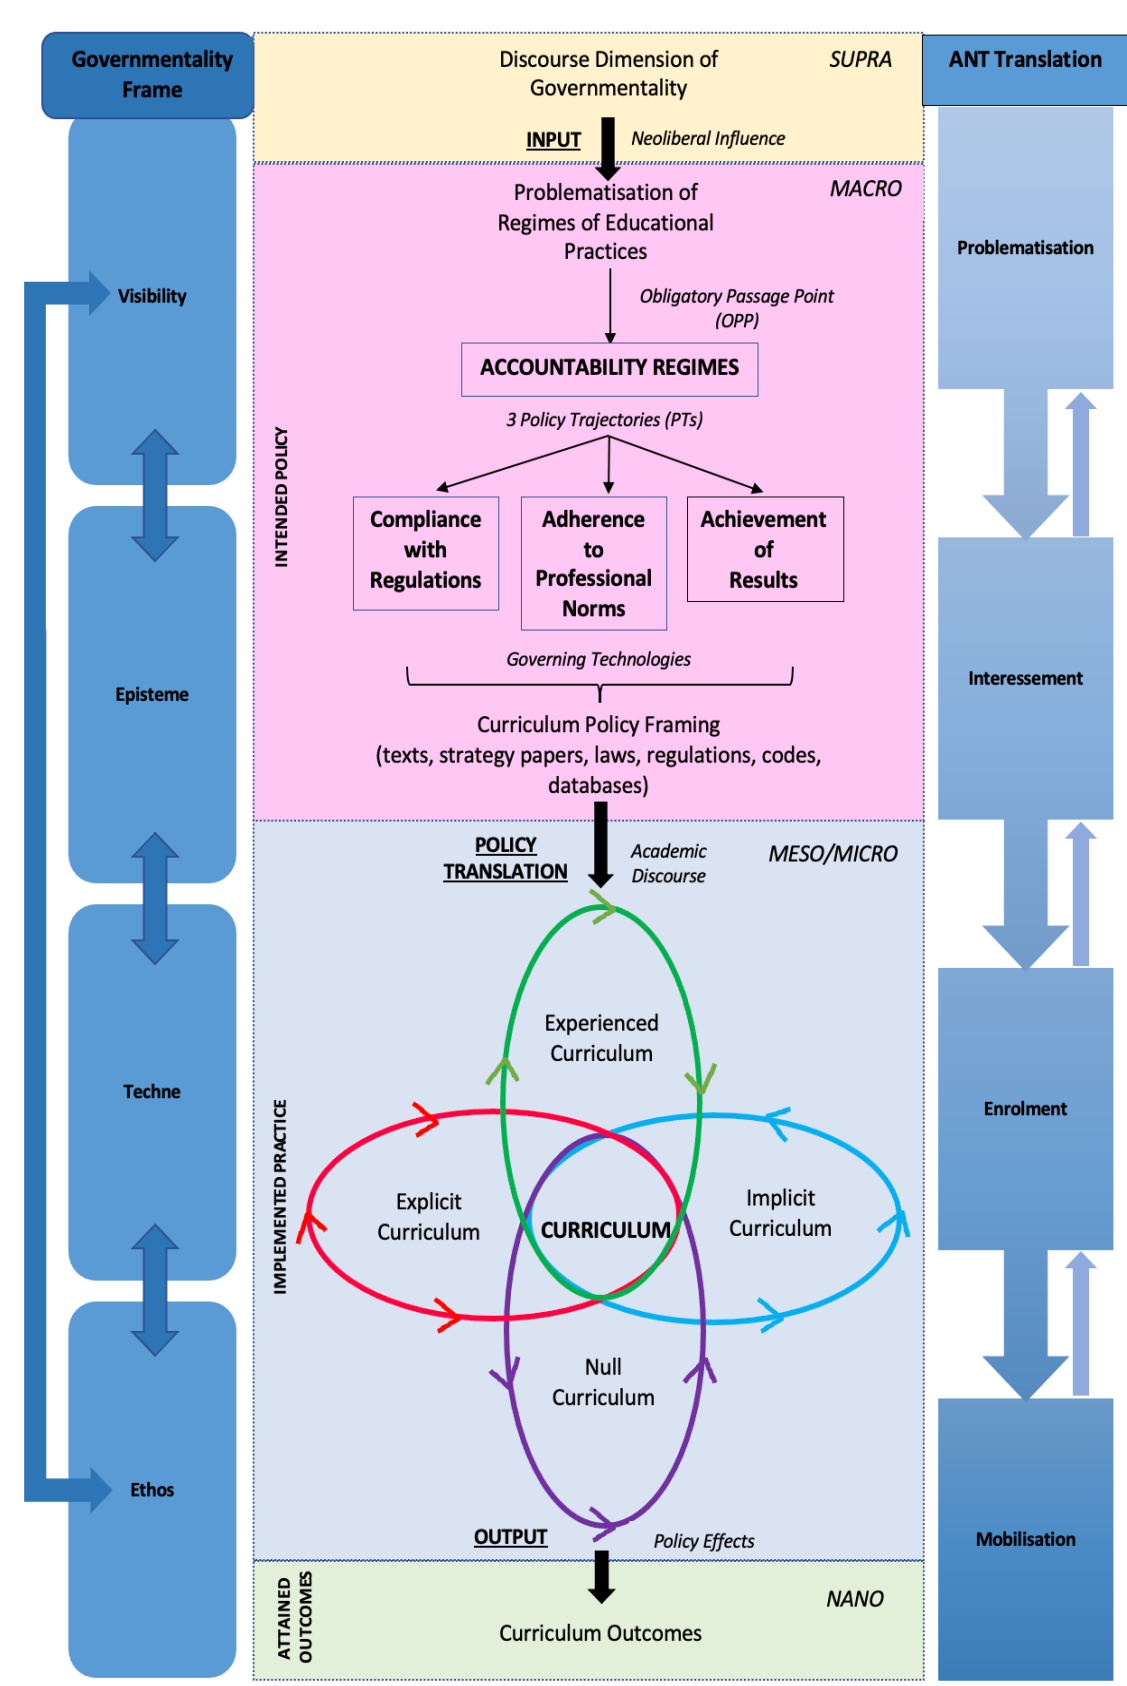 Governmentality
Frame
Discourse Dimension of
Governmentality
SUPRA
ANT Translation
INPUT
Neoliberal Influence
Problematisation of
Regimes of Educational
Practices
MACRO
Problematisation
Visibility
Obligatory Passage Point
(OPP)
ACCOUNTABILITY REGIMES
3 Policy Trajectories (PTs)
INTENDED POLICY
Compliance
with
Regulations
Adherence
to
Professional
Norms
Achievement
of
Results
Governing Technologies
Episteme
Interessement
Curriculum Policy Framing
(texts, strategy papers, laws, regulations, codes,
databases)
POLICY
TRANSLATION
Academic
Discourse
MESO/MICRO
Experienced
Curriculum
Techne
Enrolment
IMPLEMENTED PRACTICE
Explicit
Curriculum
CURRICULUM
Implicit
Curriculum
Null
Curriculum
Ethos
OUTPUT
Policy Effects
Mobilisation
ATTAINED
OUTCOMES
NANO
Curriculum Outcomes